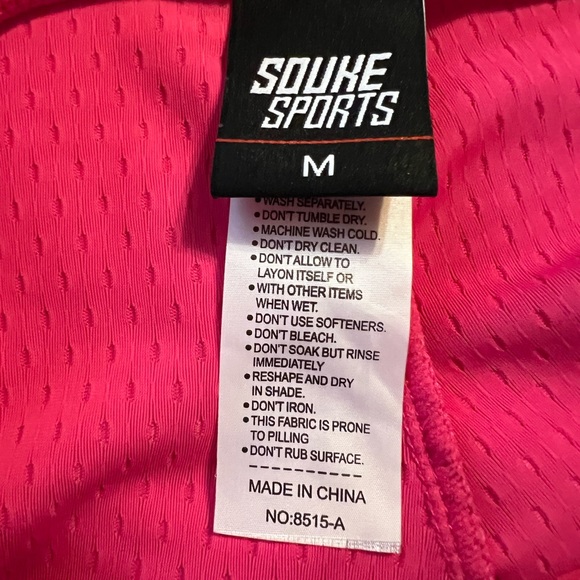 SOUKE
SPORTS
M
• WASH SEPARATELY.
• DON'T TUMBLE DRY.
• MACHINE WASH COLD.
• DON'T DRY CLEAN.
• DON'T ALLOW TO
LAYON ITSELF OR
• WITH OTHER ITEMS
WHEN WET.
• DON'T USE SOFTENERS.
• DON'T BLEACH.
• DON'T SOAK BUT RINSE
IMMEDIATELY
• RESHAPE AND DRY
IN SHADE.
• DON'T IRON.
• THIS FABRIC IS PRONE
TO PILLING
• DON'T RUB SURFACE.
MADE IN CHINA
NO:8515-A